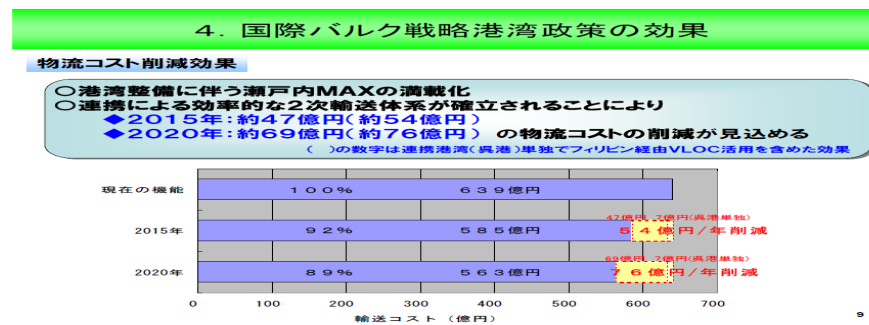 4. 国際バルク戦略港湾政策の効果
物流コスト削減効果
○港湾整備に伴う瀬戸内MAXの満載化
○連携による効率的な2次輸送体系が確立されることにより
◆2015年:約47億円(約54億円)
◆2020年:約69億円(約76億円) の物流コストの削減が見込める
( )の数字は連携港湾(呉港)単独でフィリピン経由VLOC活用を含めた効果
現在の機能 100% 639億円
47億円、7億円(呉港単独)
2015年 92% 585億円 54億円/年削減
69億円、7億円(呉港単独)
2020年 89% 563億円 76億円/年削減
0 100 200 300 400 500 600 700
輸送コスト(億円)
9